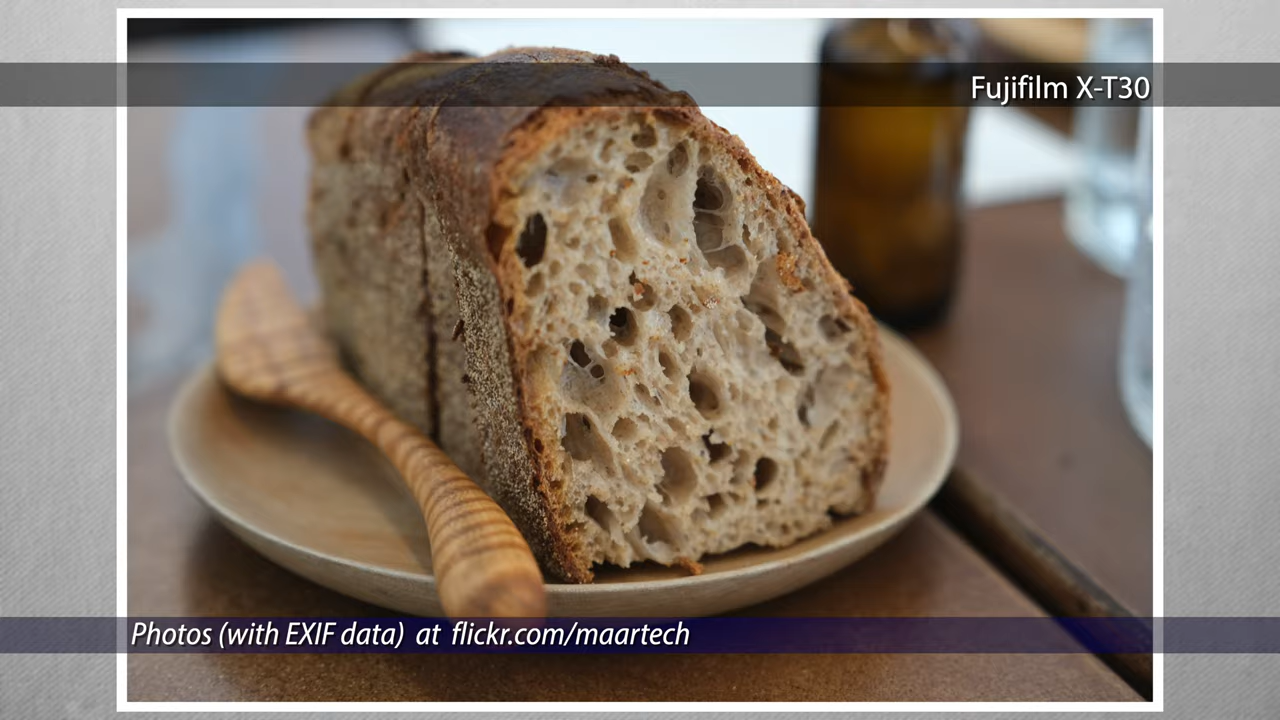 Fujifilm X-T30
Photos (with EXIF data) at flickr.com/maartech